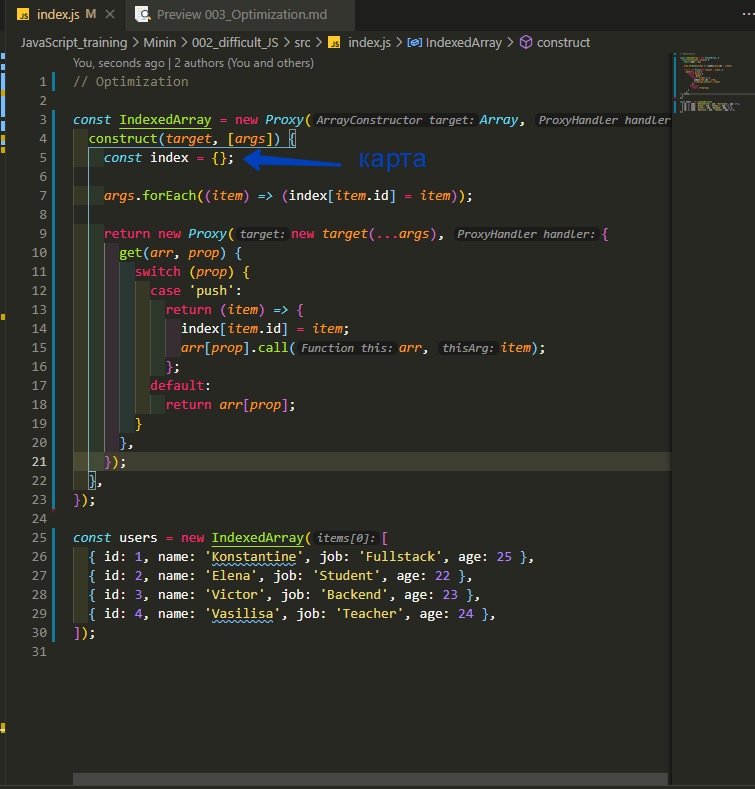 index.js M
Preview 003_Optimization.md
JavaScript_training > Minin > 002_difficult_JS > src > index.js > IndexedArray > construct
You, seconds ago | 2 authors (You and others)
1 // Optimization
2
3 const IndexedArray = new Proxy( ArrayConstructor target: Array, ProxyHandler handler
4 construct(target, [args]) {
5 const index = {}; карта
6
7 args.forEach((item) => (index[item.id] = item));
8
9 return new Proxy( target: new target(...args), ProxyHandler handler: {
10 get(arr, prop) {
11 switch (prop) {
12 case 'push':
13 return (item) => {
14 index[item.id] = item;
15 arr[prop].call( Function this: arr, thisArg: item);
16 };
17 default:
18 return arr[prop];
19 }
20 },
21 });
22 },
23 });
24
25 const users = new IndexedArray( items[0]: [
26 { id: 1, name: 'Konstantine', job: 'Fullstack', age: 25 },
27 { id: 2, name: 'Elena', job: 'Student', age: 22 },
28 { id: 3, name: 'Victor', job: 'Backend', age: 23 },
29 { id: 4, name: 'Vasilisa', job: 'Teacher', age: 24 },
30 ]);
31